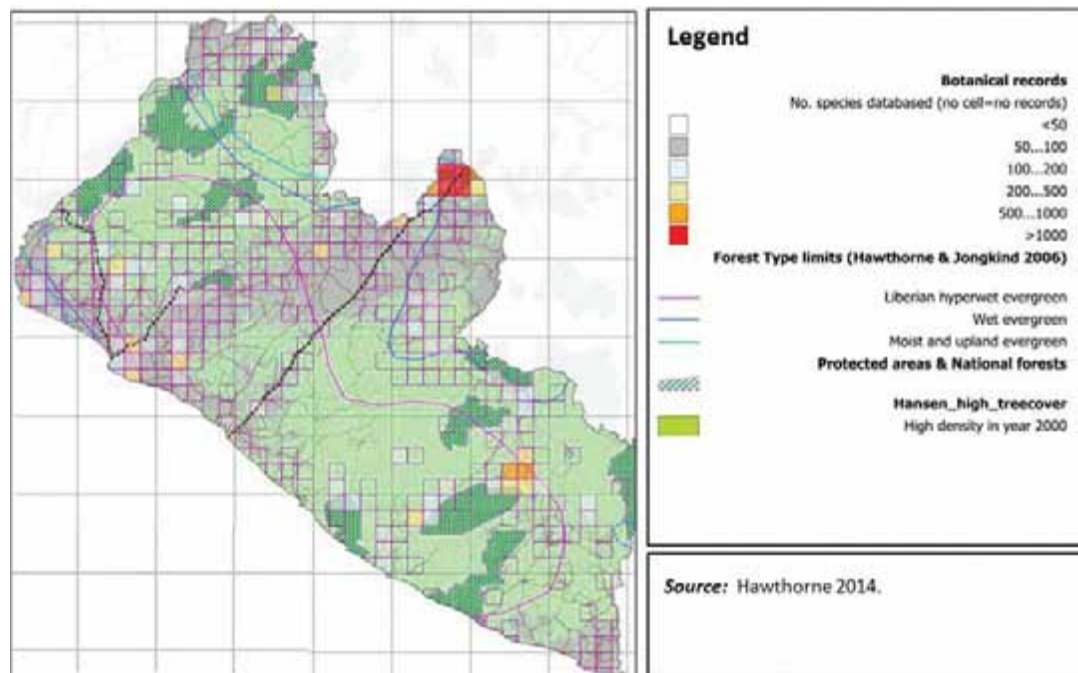 Legend
Botanical records
No. species databased (no cell=no records)
<50
50...100
100...200
200...500
500...1000
>1000
Forest Type limits (Hawthorne & Jongkind 2006)
Liberian hyperwet evergreen
Wet evergreen
Moist and upland evergreen
Protected areas & National forests
Hansen_high_treecover
High density in year 2000
Source: Hawthorne 2014.